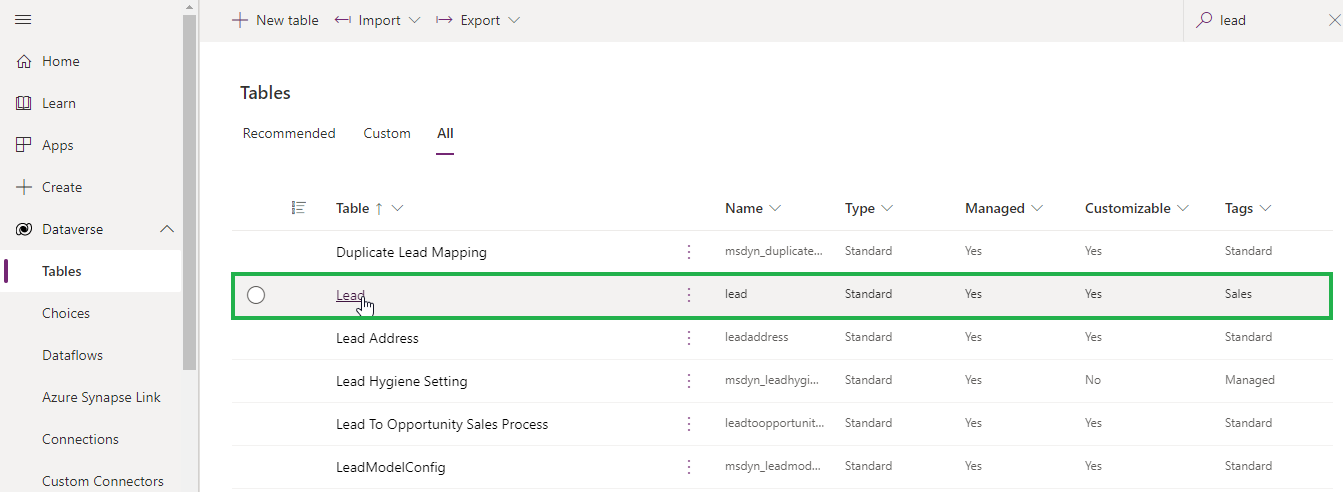 New table Import Export lead
Home
Learn
Apps
Create
Dataverse
Tables
Choices
Dataflows
Azure Synapse Link
Connections
Custom Connectors
Tables
Recommended Custom All
Table Name Type Managed Customizable Tags
Duplicate Lead Mapping msdyn_duplicate... Standard Yes Yes Standard
Lead lead Standard Yes Yes Sales
Lead Address leadaddress Standard Yes Yes Standard
Lead Hygiene Setting msdyn_leadhygi... Standard Yes No Managed
Lead To Opportunity Sales Process leadtoopportunit... Standard Yes Yes Standard
LeadModelConfig msdyn_leadmod... Standard Yes Yes Standard